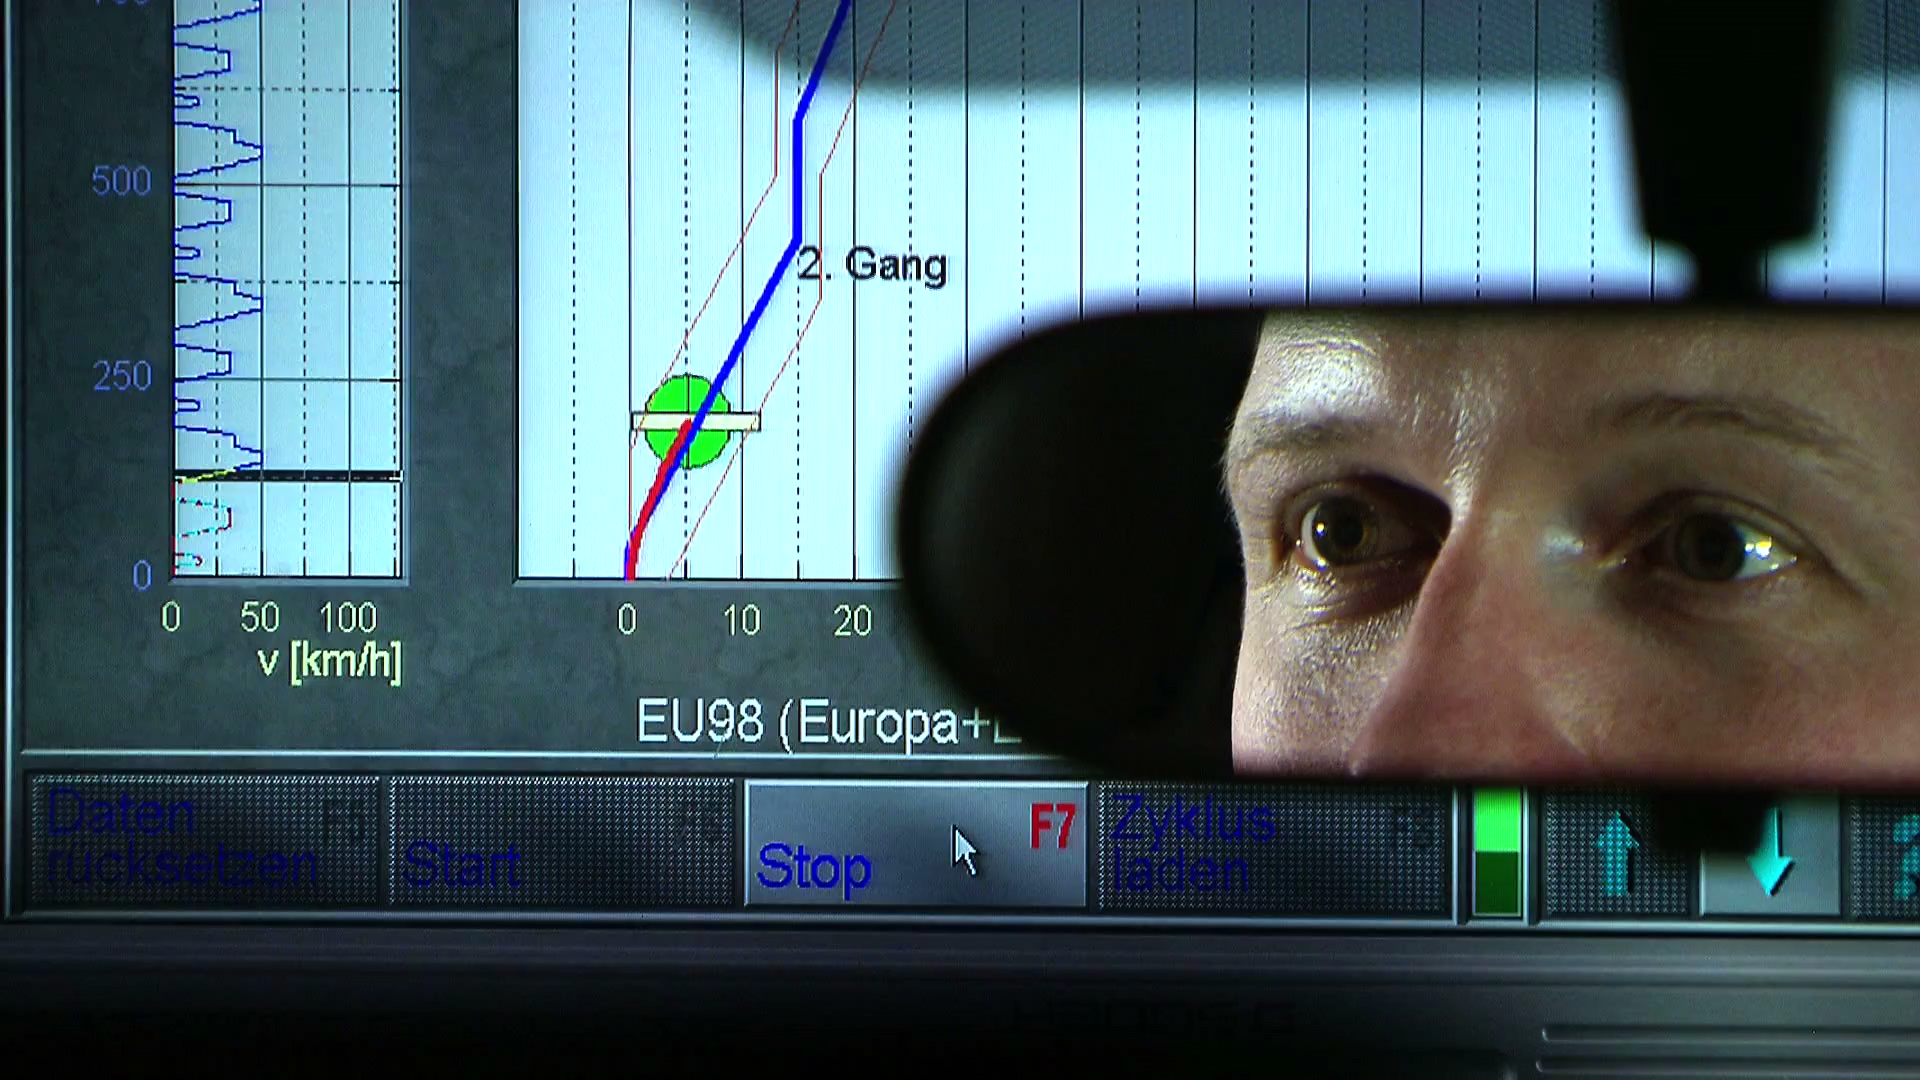 500
250
0
0 50 100
v [km/h]
2. Gang
0 10 20
EU98 (Europa+
Daten
rücksetzen
F5
Start
Stop
F7
Zyklus
laden